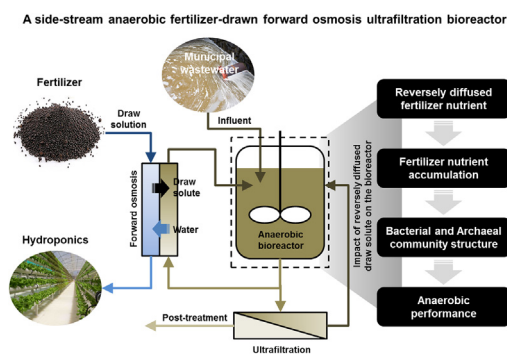 A side-stream anaerobic fertilizer-drawn forward osmosis ultrafiltration bioreactor
Municipal
wastewater
Fertilizer
Draw
solution
Influent
Forward osmosis
Draw
solute
Water
Anaerobic
bioreactor
Hydroponics
Post-treatment
Ultrafiltration
Impact of reversely diffused
draw solute on the bioreactor
Reversely diffused
fertilizer nutrient
Fertilizer nutrient
accumulation
Bacterial and Archaeal
community structure
Anaerobic
performance